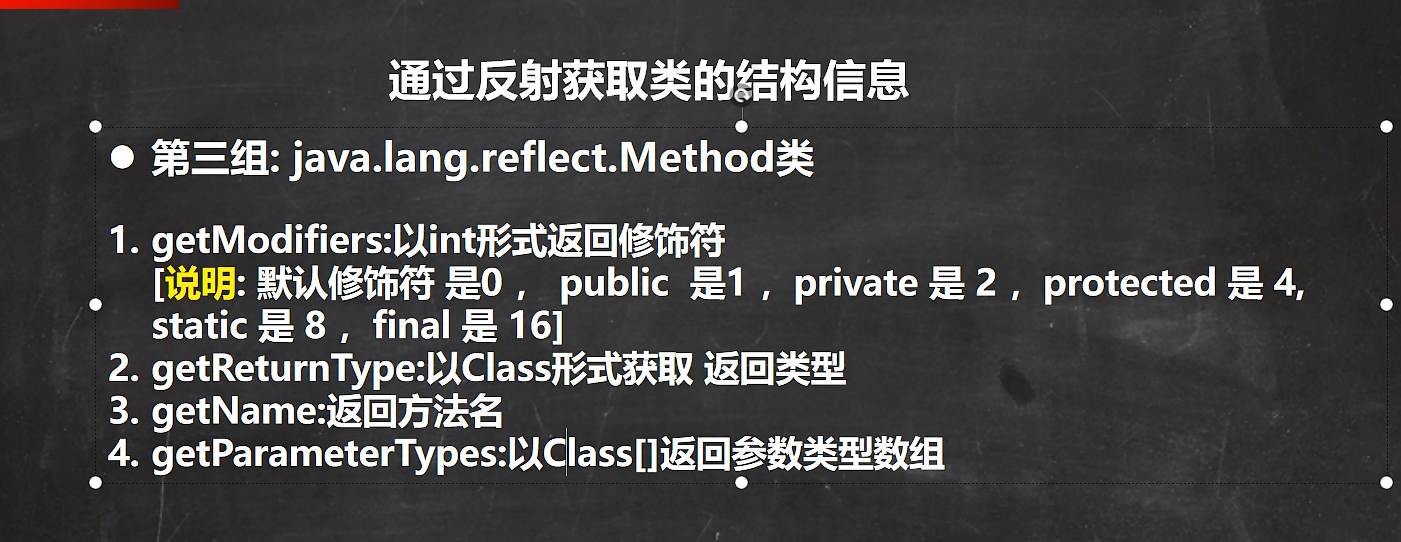 通过反射获取类的结构信息
● 第三组: java.lang.reflect.Method类
1. getModifiers:以int形式返回修饰符
[说明: 默认修饰符 是0 ， public 是1 ，private 是 2 ，protected 是 4,
static 是 8 ，final 是 16]
2. getReturnType:以Class形式获取 返回类型
3. getName:返回方法名
4. getParameterTypes:以Class[]返回参数类型数组